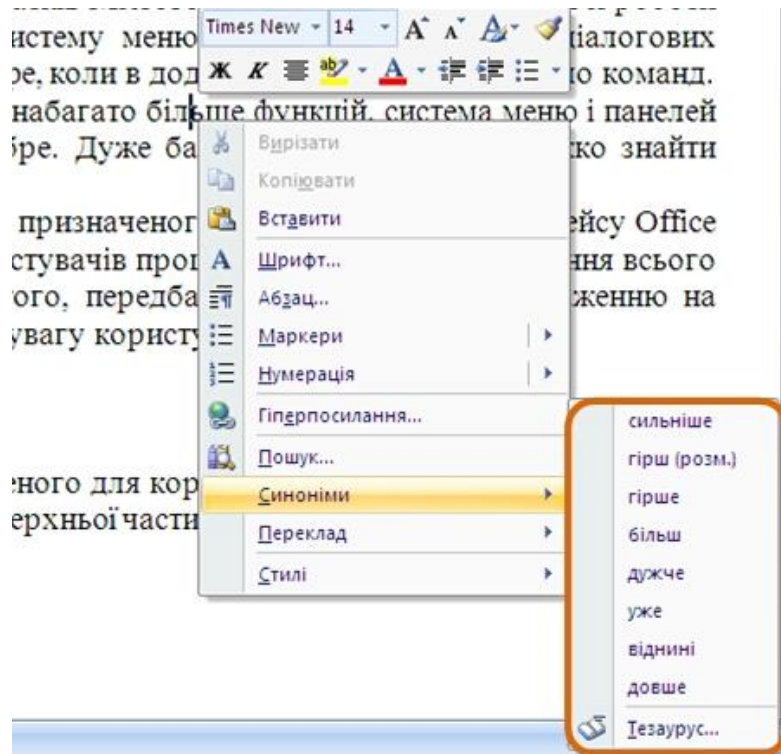 истему меню
Times New 14
іалогових
ре, коли в дод
Ж К
о команд.
набагато більше функцій, система меню і панелей
бре. Дуже ба
Вирізати
ко знайти
Копіювати
Вставити
призначеног
ейсу Office
стувачів прог
Шрифт...
ння всього
ого, передба
Абзац...
женню на
увагу користу
Маркери
Нумерація
Гіперпосилання...
сильніше
Пошук...
гірш (розм.)
еного для кор
Синоніми
гірше
ерхньої части
Переклад
більш
Стилі
дужче
уже
віднині
довше
Тезаурус...